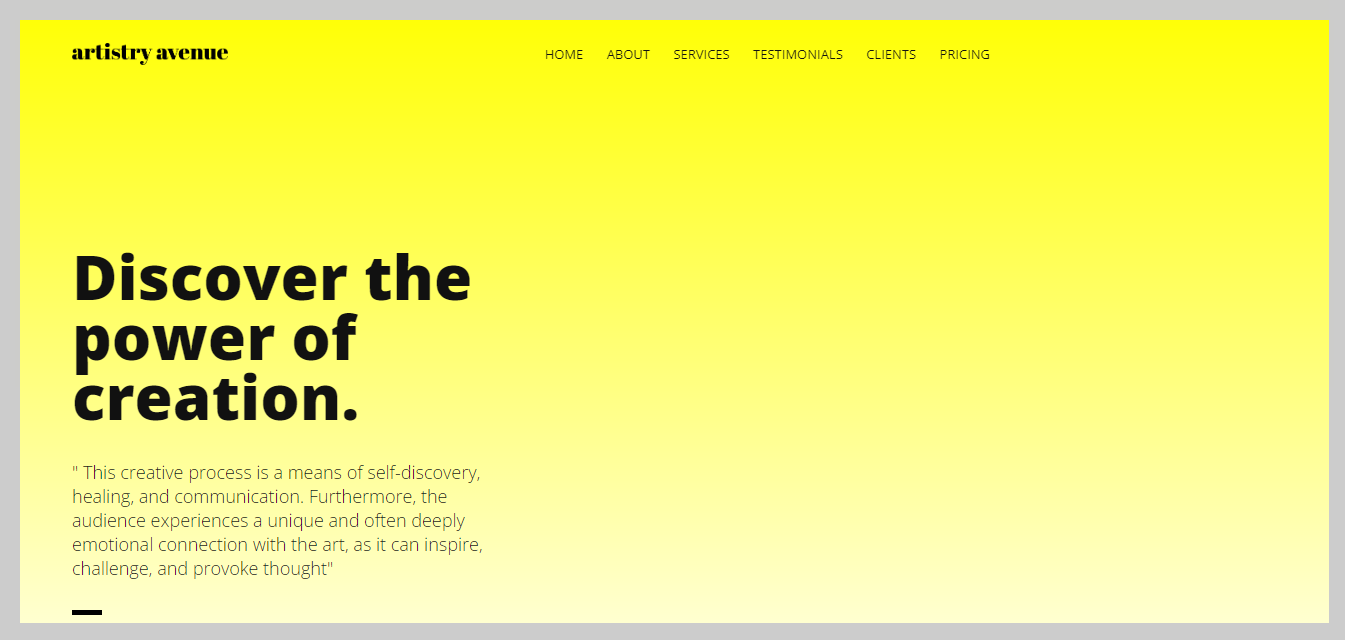 artistry avenue
HOME ABOUT SERVICES TESTIMONIALS CLIENTS PRICING
Discover the
power of
creation.
" This creative process is a means of self-discovery,
healing, and communication. Furthermore, the
audience experiences a unique and often deeply
emotional connection with the art, as it can inspire,
challenge, and provoke thought"